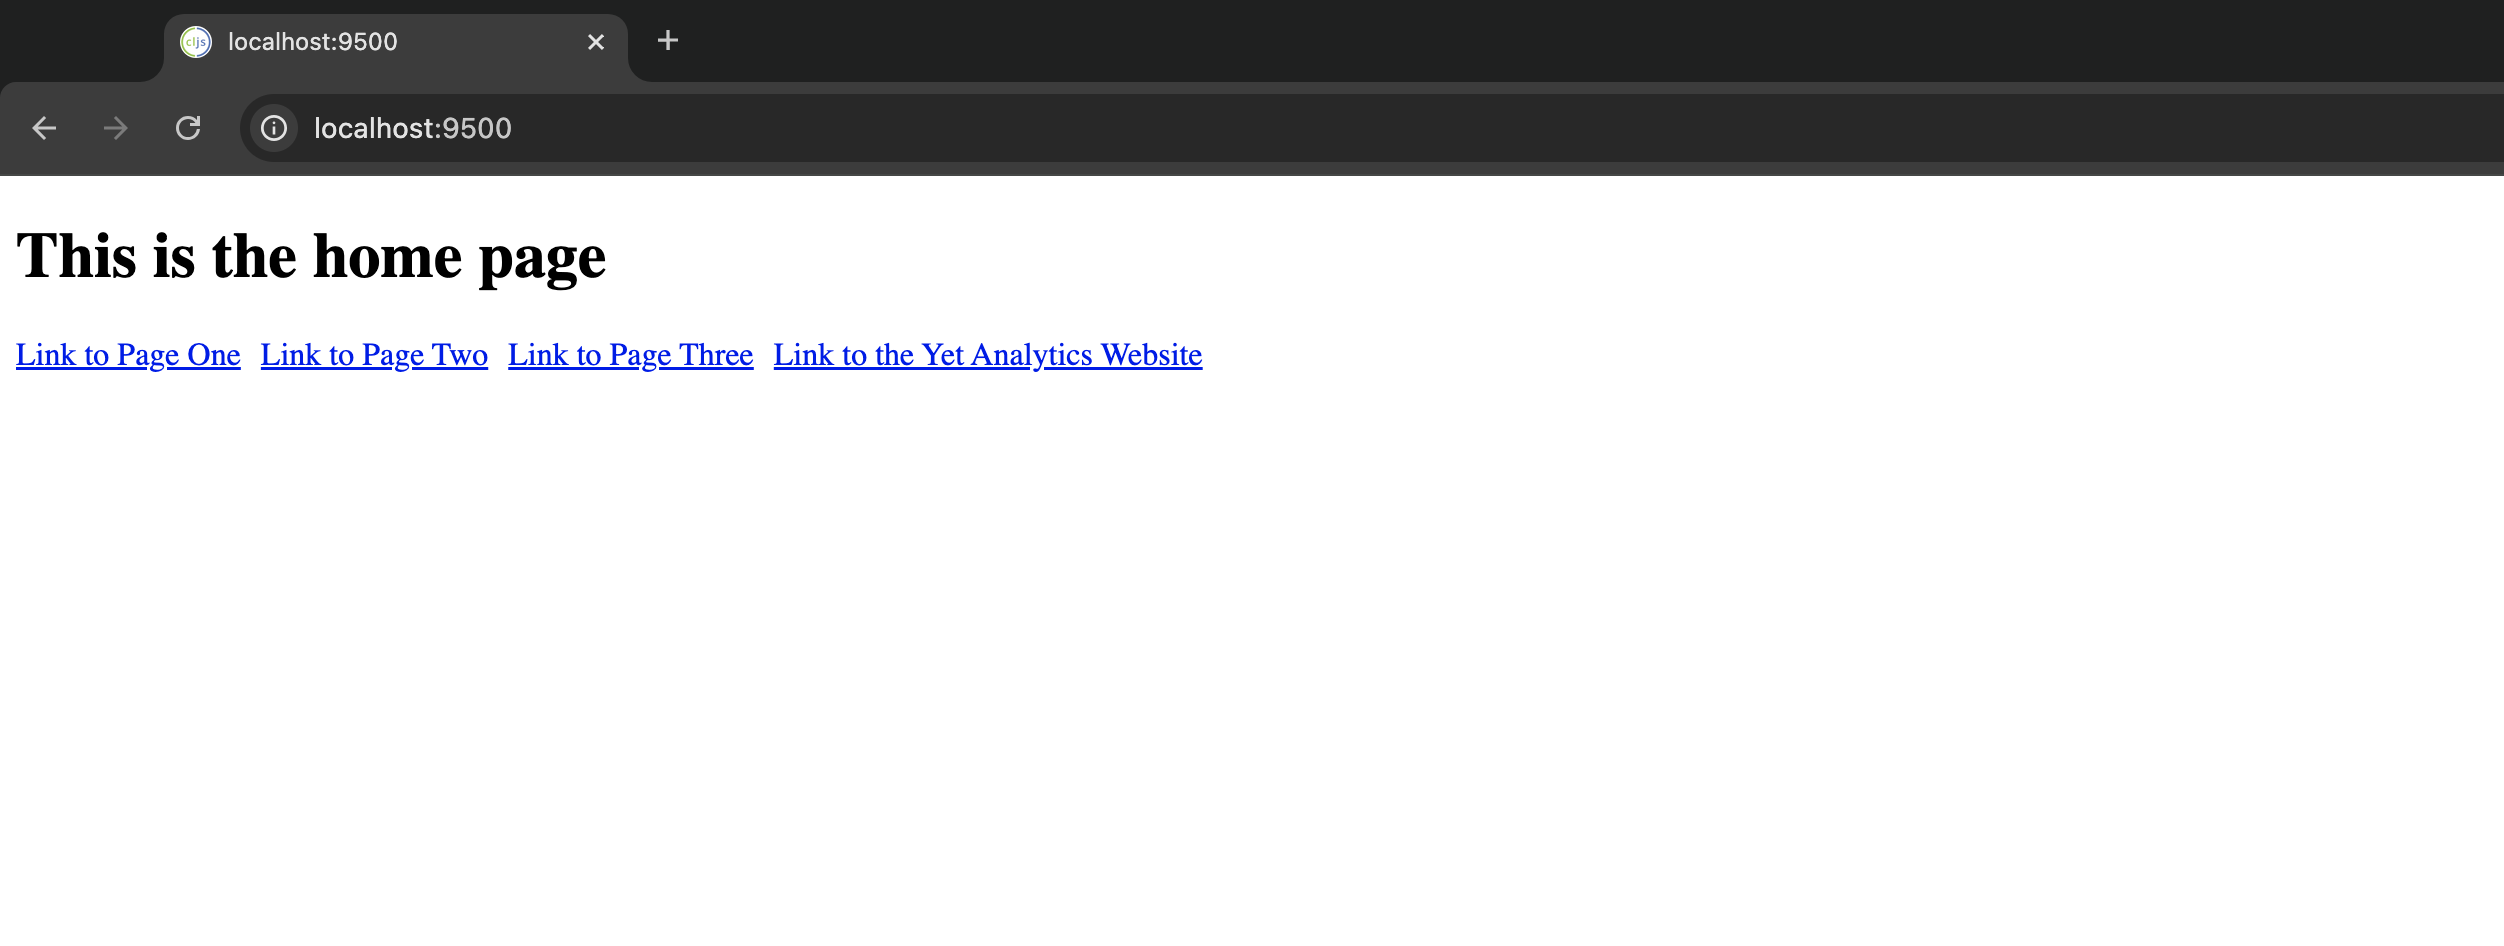 cljs localhost:9500
localhost:9500
This is the home page
Link to Page One Link to Page Two Link to Page Three Link to the Yet Analytics Website